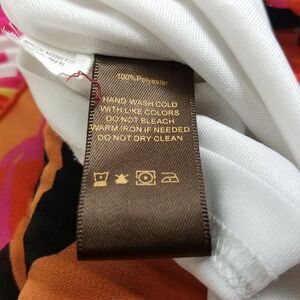 100%Polyester
HAND WASH COLD
WITH LIKE COLORS
DO NOT BLEACH
WARM IRON IF NEEDED
DO NOT DRY CLEAN